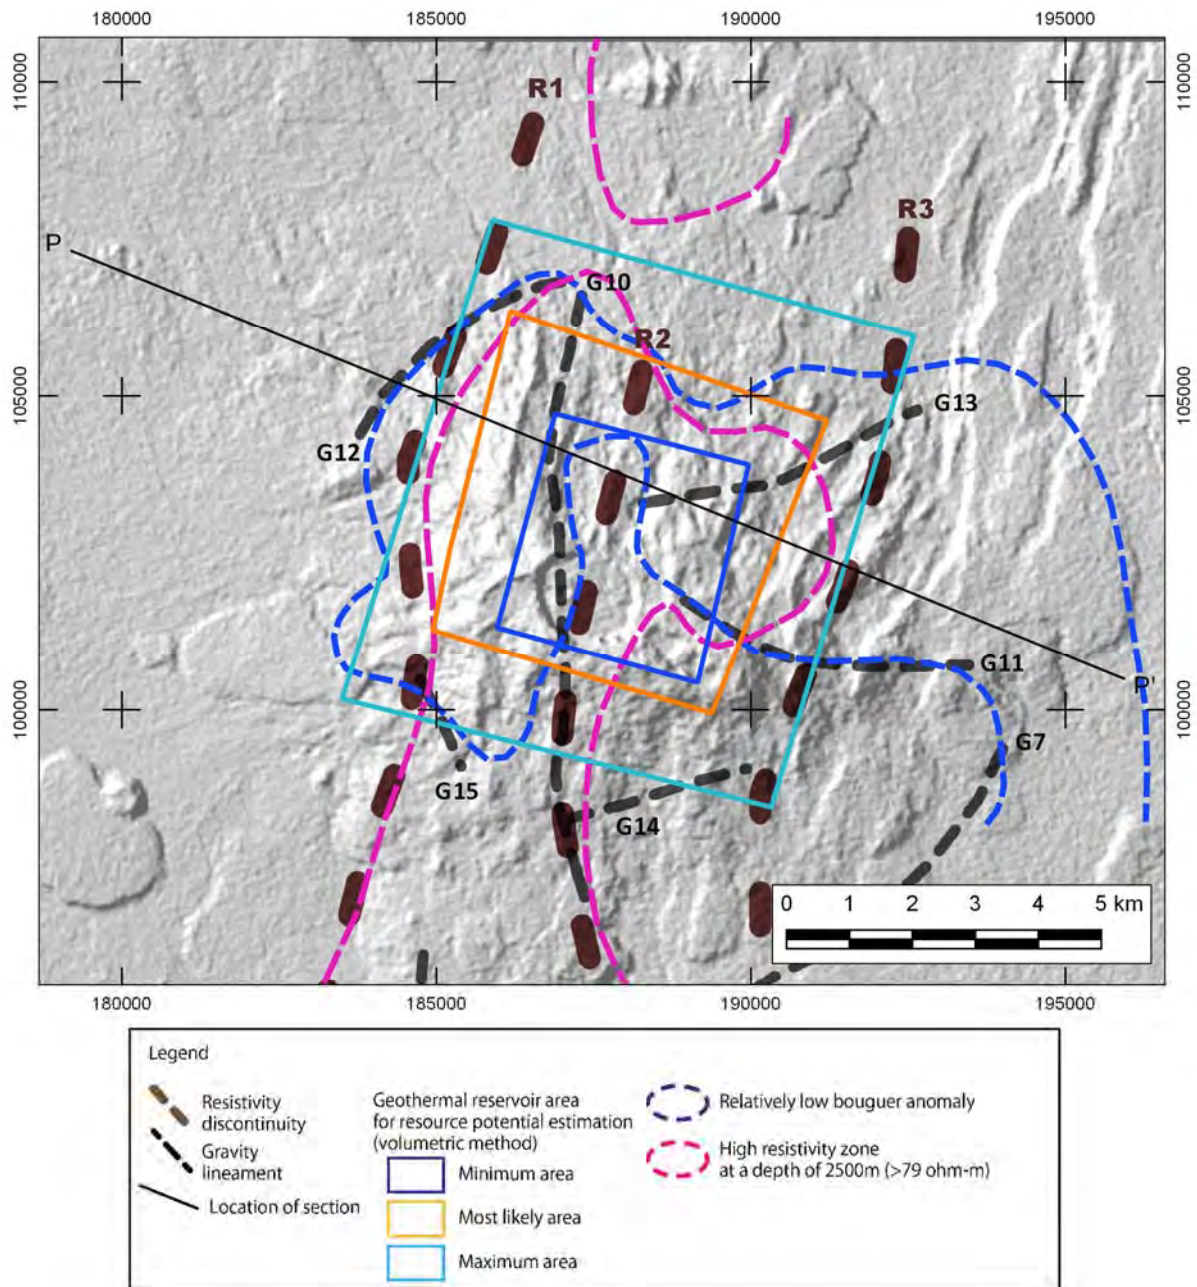 180000 185000 190000 195000
110000 110000
R1
R3
P
G10
R2
105000 105000
G13
G12
G11
P'
100000 100000
G7
G15
G14
0 1 2 3 4 5 km
180000 185000 190000 195000
Legend
Resistivity
discontinuity
Gravity
lineament
Location of section
Geothermal reservoir area
for resource potential estimation
(volumetric method)
Minimum area
Most likely area
Maximum area
Relatively low bouguer anomaly
High resistivity zone
at a depth of 2500m (>79 ohm-m)